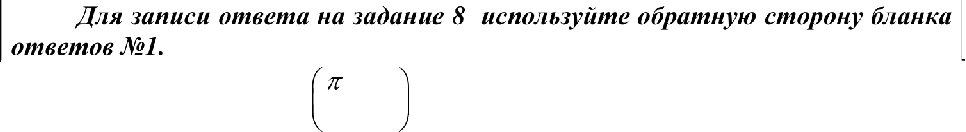 Для записи ответа на задание 8 используйте обратную сторону бланка
ответов №1.
(π )